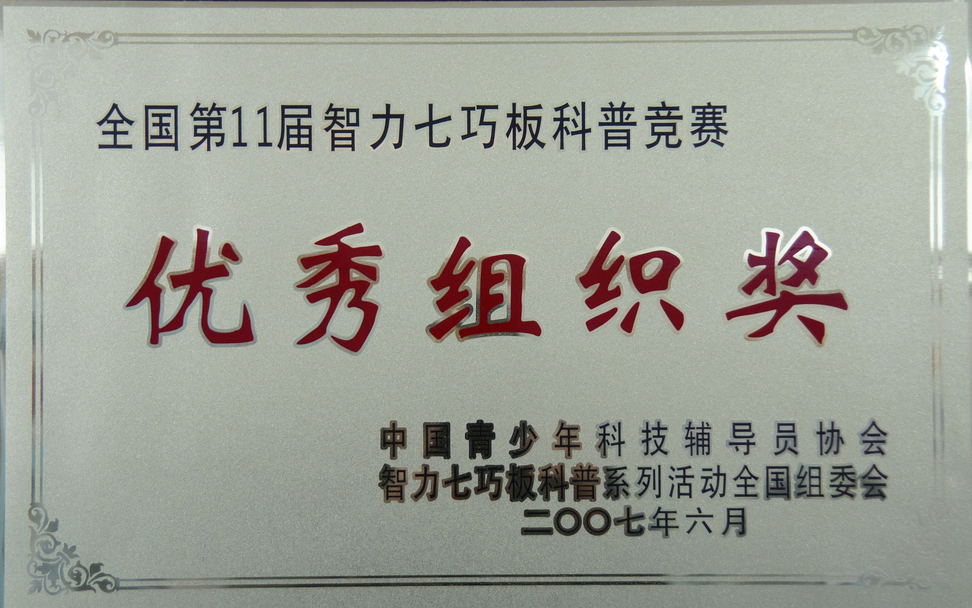 全国第11届智力七巧板科普竞赛
优秀组织奖
中国青少年科技辅导员协会
智力七巧板科普系列活动全国组委会
二〇〇七年六月